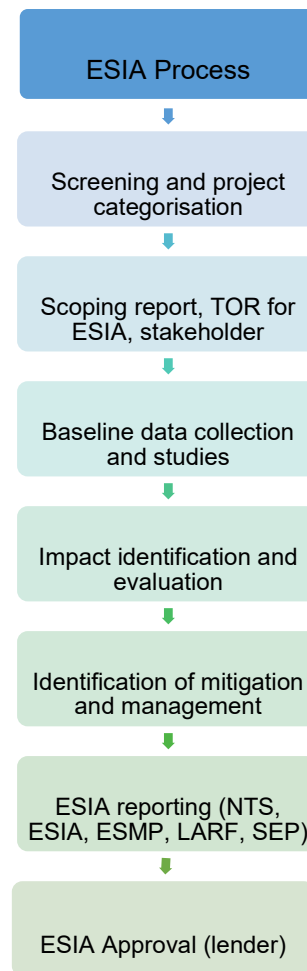 ESIA Process
Screening and project
categorisation
Scoping report, TOR for
ESIA, stakeholder
Baseline data collection
and studies
Impact identification and
evaluation
Identification of mitigation
and management
ESIA reporting (NTS,
ESIA, ESMP, LARF, SEP)
ESIA Approval (lender)